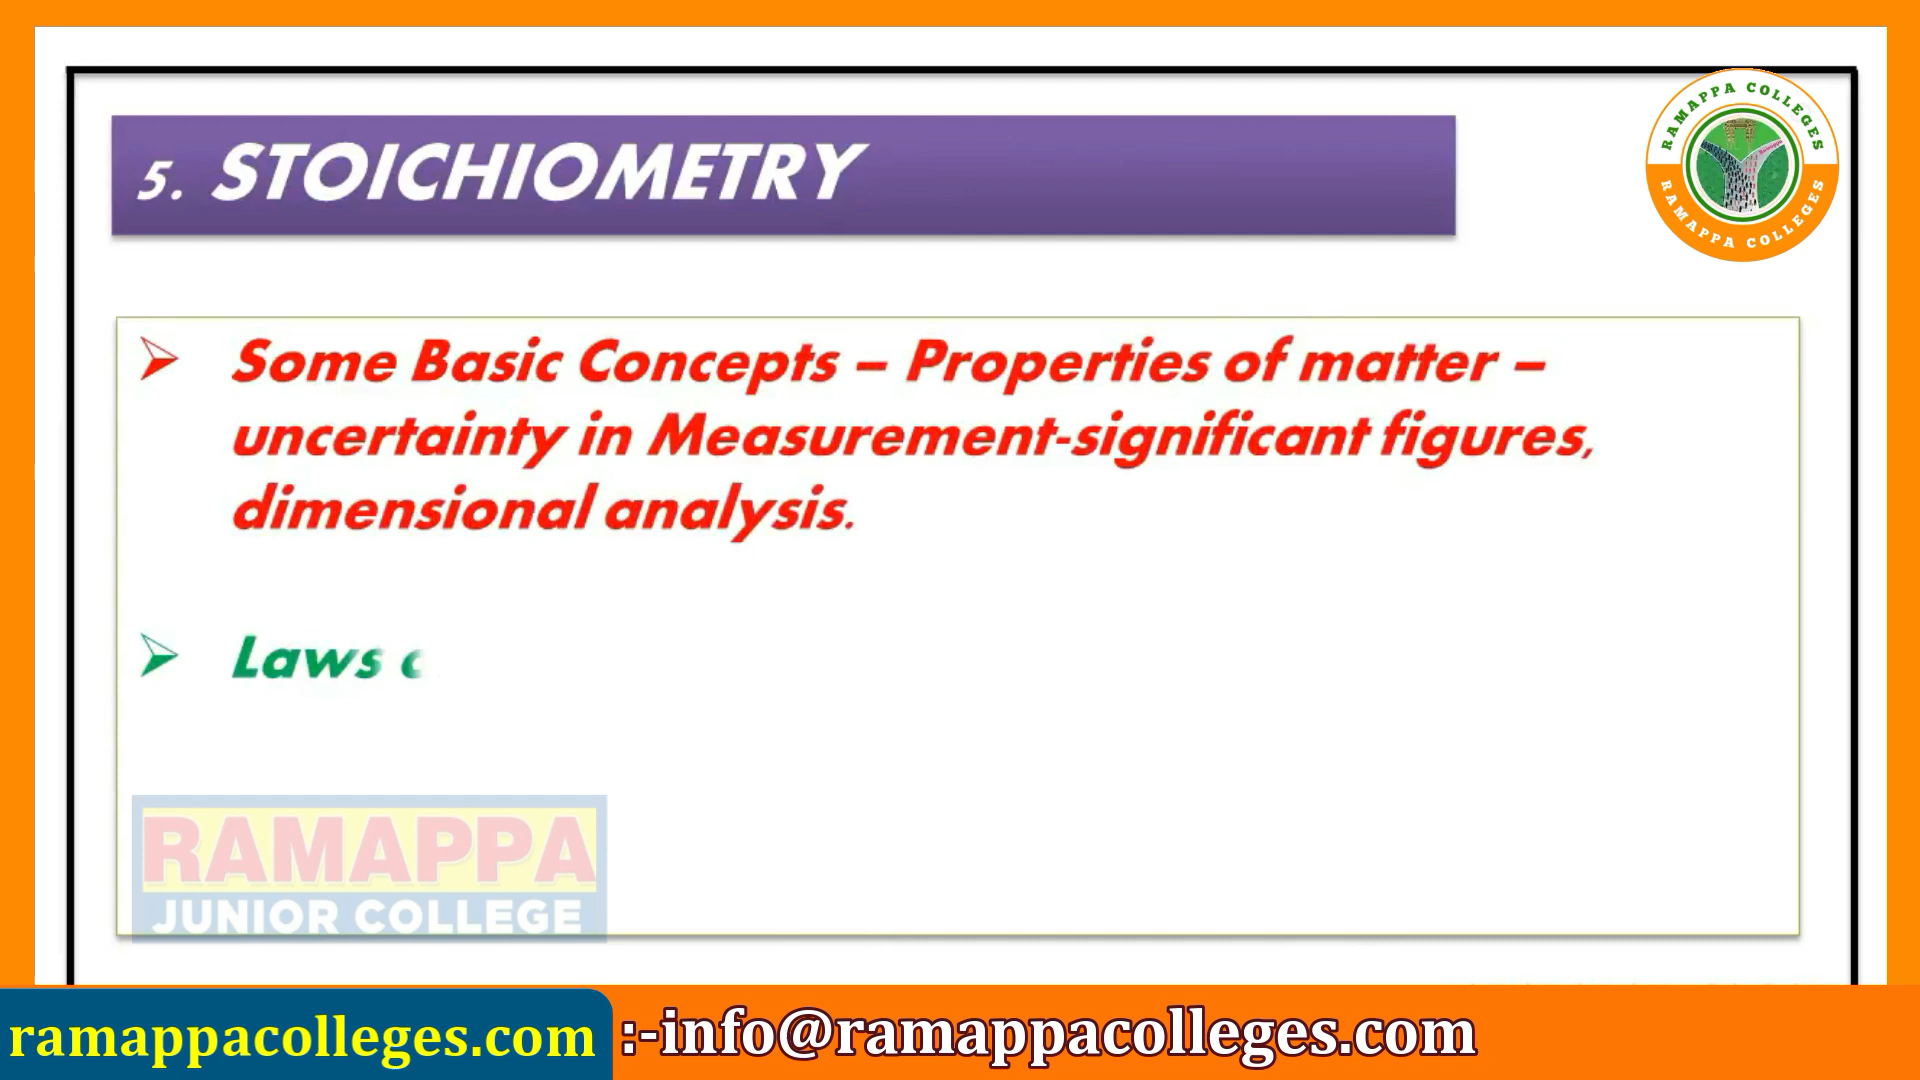 RAMAPPA COLLEGES
RAMAPPA COLLEGES
5. STOICHIOMETRY
➢ Some Basic Concepts – Properties of matter –
uncertainty in Measurement-significant figures,
dimensional analysis.
➢ Laws
RAMAPPA
JUNIOR COLLEGE
ramappacolleges.com :-info@ramappacolleges.com